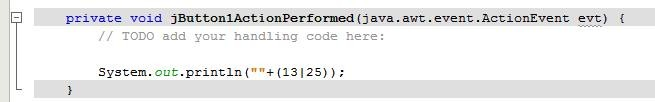 private void jButton1ActionPerformed(java.awt.event.ActionEvent evt) {
// TODO add your handling code here:
System.out.println(""+(13|25));
}